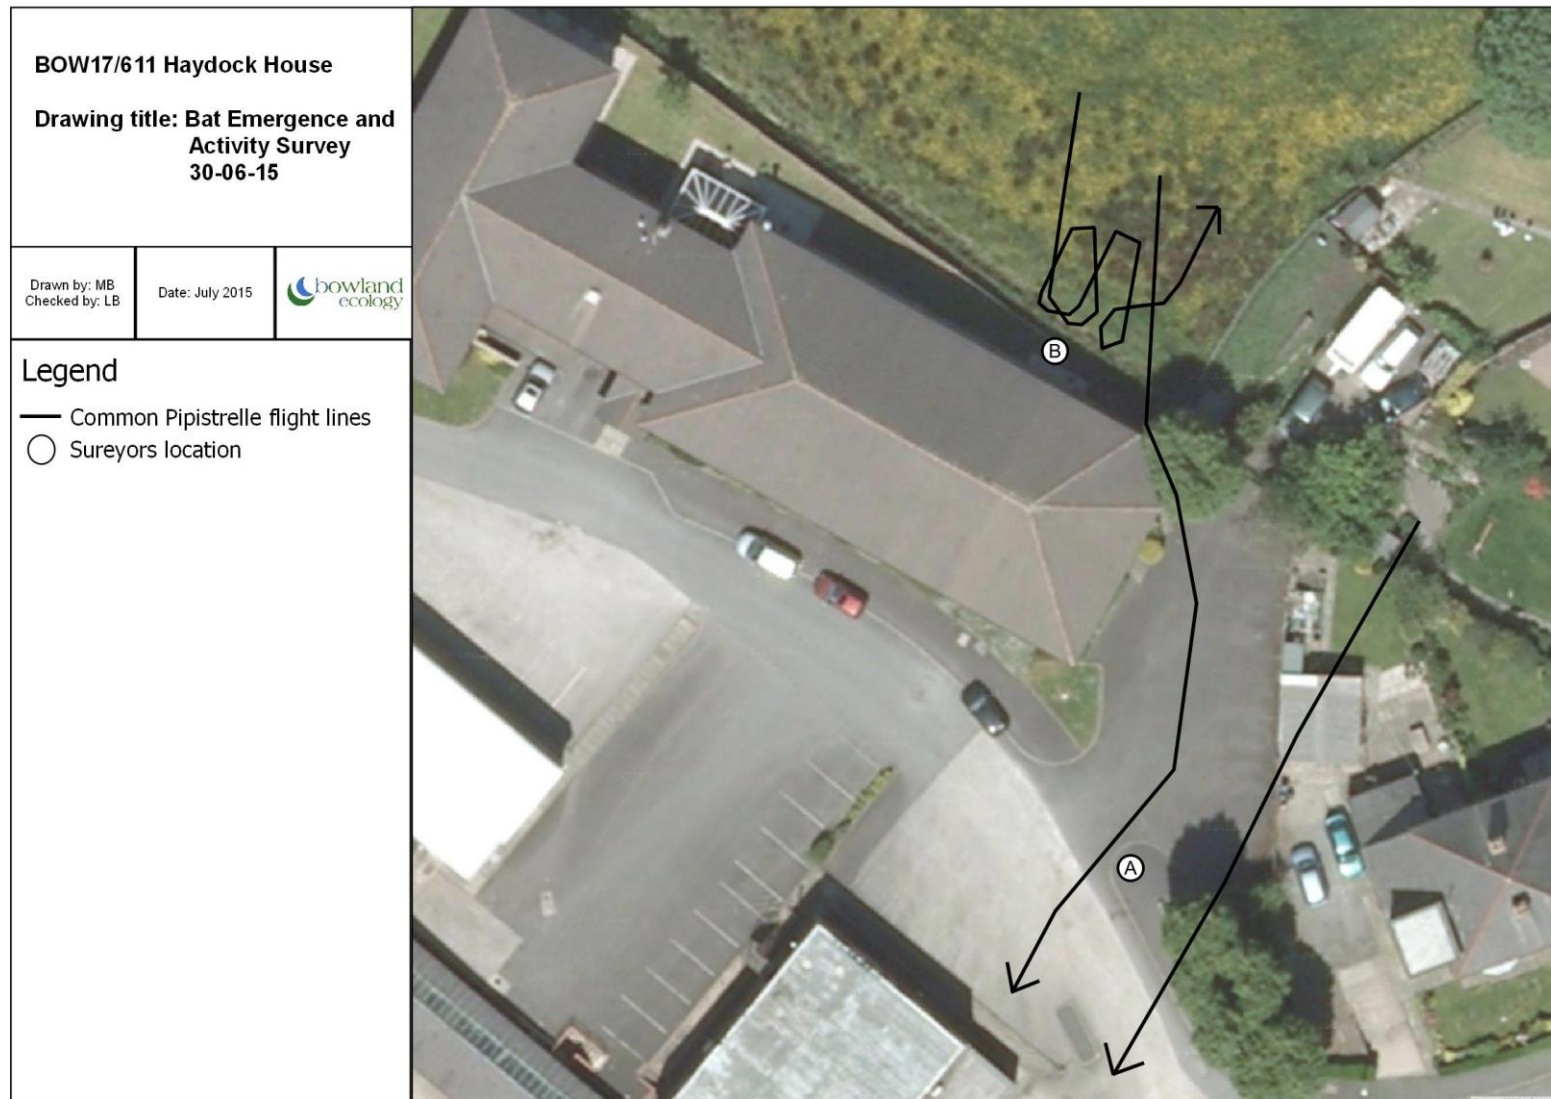 BOW17/611 Haydock House
Drawing title: Bat Emergence and
Activity Survey
30-06-15
Drawn by: MB
Checked by: LB
Date: July 2015
bowland
ecology
Legend
Common Pipistrelle flight lines
Sureyors location
B
A